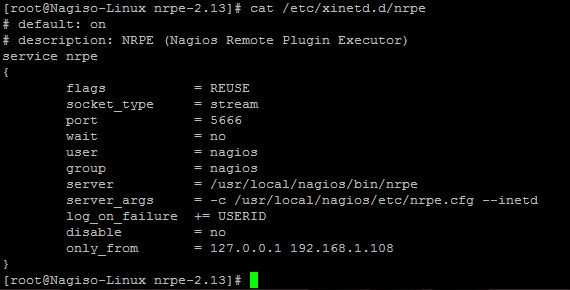 [root@Nagiso-Linux nrpe-2.13]# cat /etc/xinetd.d/nrpe
# default: on
# description: NRPE (Nagios Remote Plugin Executor)
service nrpe
{
        flags           = REUSE
        socket_type     = stream
        port            = 5666
        wait            = no
        user            = nagios
        group           = nagios
        server          = /usr/local/nagios/bin/nrpe
        server_args     = -c /usr/local/nagios/etc/nrpe.cfg --inetd
        log_on_failure  += USERID
        disable         = no
        only_from       = 127.0.0.1 192.168.1.108
}
[root@Nagiso-Linux nrpe-2.13]#